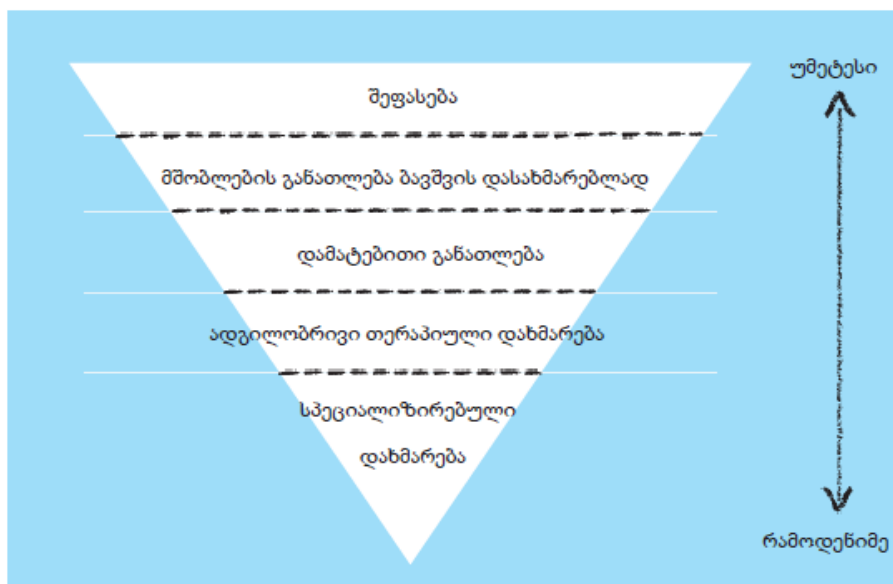 უმეტესი
შეფასება
მშობლების განათლება ბავშვის დასახმარებლად
დამატებითი განათლება
ადგილობრივი თერაპიული დახმარება
სპეციალიზირებული
დახმარება
რამოდენიმე